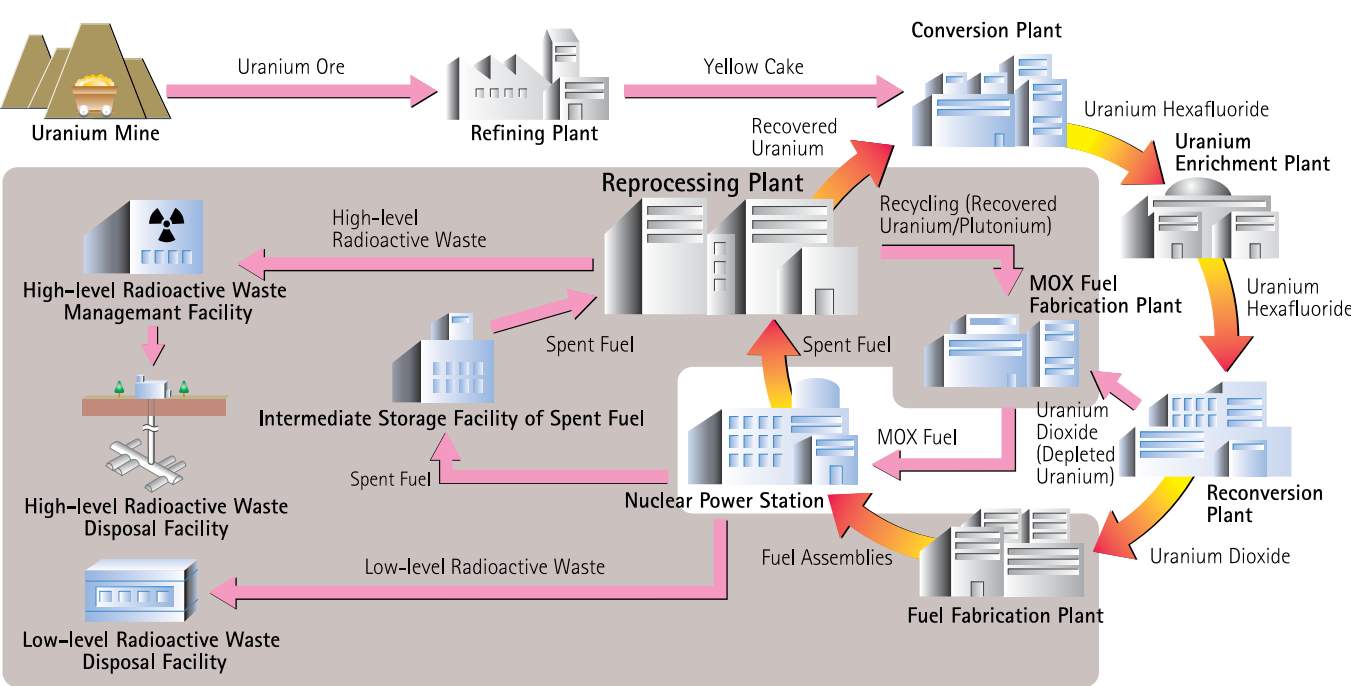 Conversion Plant
Uranium Ore
Yellow Cake
Uranium Mine
Refining Plant
Uranium Hexafluoride
Recovered
Uranium
Uranium
Enrichment Plant
Reprocessing Plant
High-level
Radioactive Waste
Recycling (Recovered
Uranium/Plutonium)
High-level Radioactive Waste
Managemant Facility
MOX Fuel
Fabrication Plant
Uranium
Hexafluoride
Spent Fuel
Spent Fuel
Intermediate Storage Facility of Spent Fuel
Uranium
Dioxide
(Depleted
Uranium)
MOX Fuel
Spent Fuel
Nuclear Power Station
Reconversion
Plant
High-level Radioactive Waste
Disposal Facility
Fuel Assemblies
Uranium Dioxide
Low-level Radioactive Waste
Fuel Fabrication Plant
Low-level Radioactive Waste
Disposal Facility